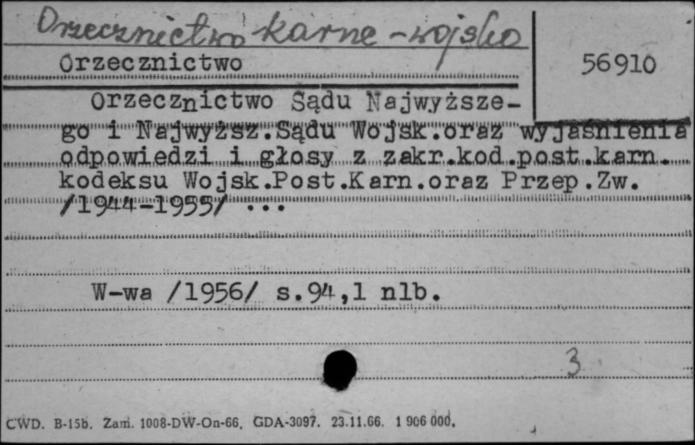 Orzecznictwo karne - wojsko
Orzecznictwo
56910
Orzecznictwo Sądu Najwyższe-
go i Najwyższ.Sądu Wojsk.oraz wyjaśnienia
odpowiedzi i głosy z zakr.kod.post.karn.
kodeksu Wojsk.Post.Karn.oraz Przep.Zw.
/1944-1955/ ...
W-wa /1956/ s.94,1 nlb.
3
CWD. B-15b. Zam. 1008-DW-On-66. GDA-3097. 23.11.66. 1 906 000.